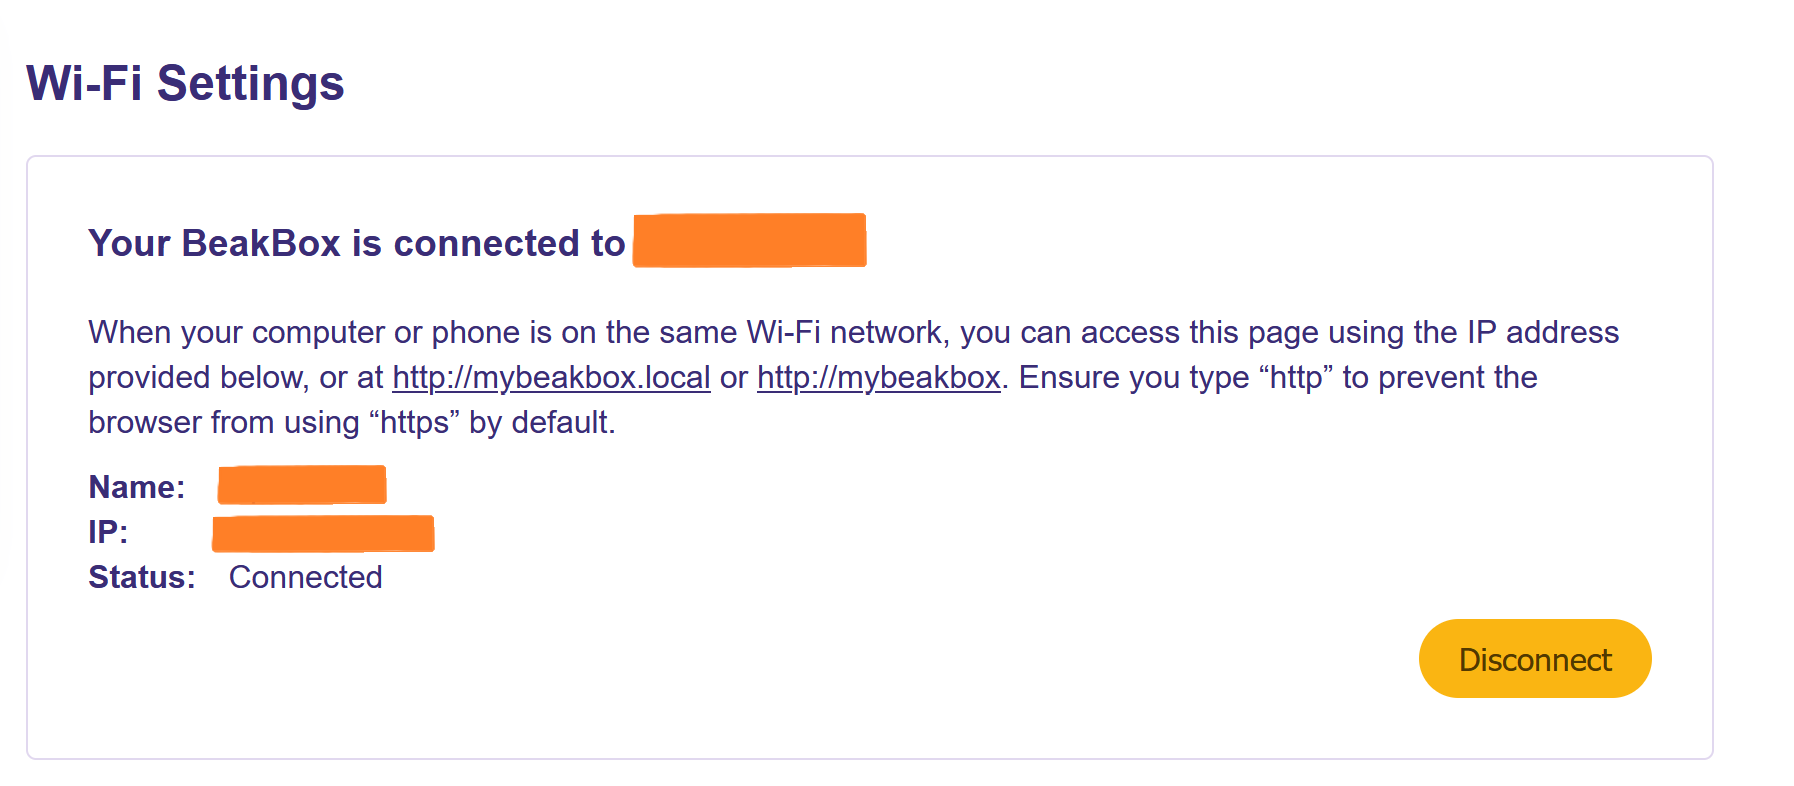 Wi-Fi Settings
Your BeakBox is connected to
When your computer or phone is on the same Wi-Fi network, you can access this page using the IP address
provided below, or at http://mybeakbox.local or http://mybeakbox. Ensure you type “http” to prevent the
browser from using “https” by default.
Name:
IP:
Status: Connected
Disconnect